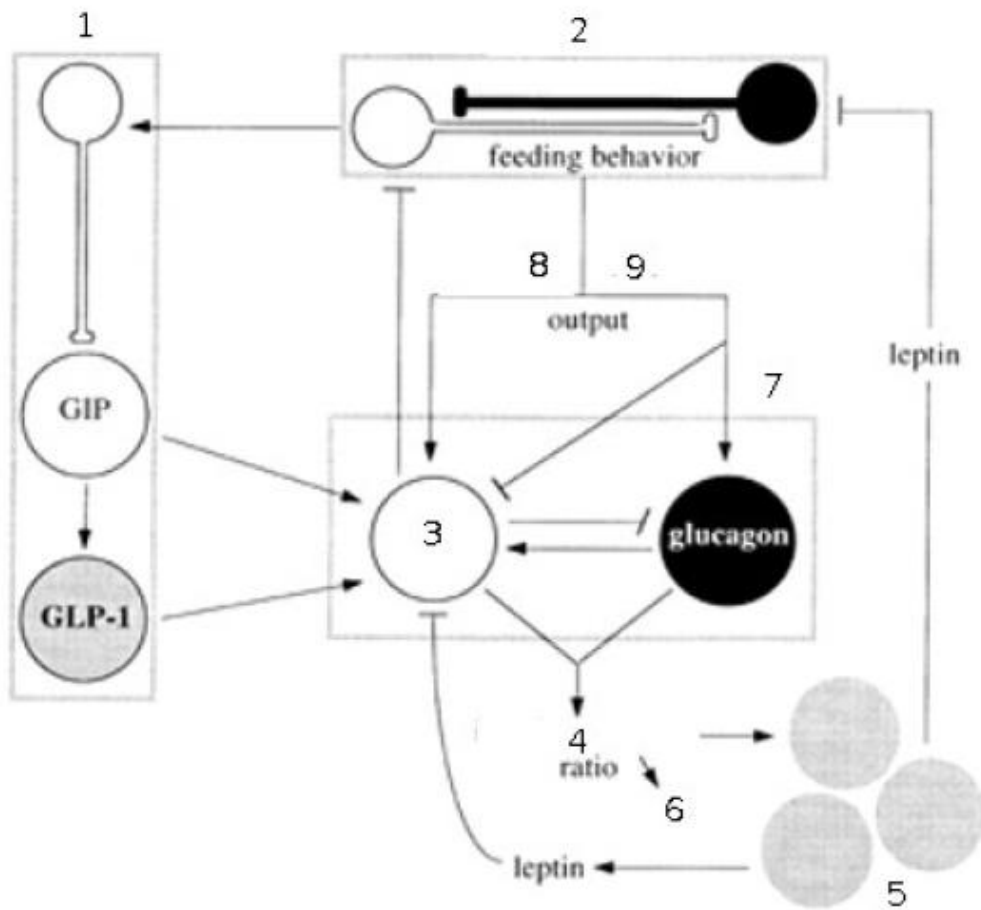 1
2
feeding behavior
8
9
output
leptin
7
GIP
3
glucagon
GLP-1
4
ratio
6
leptin
5